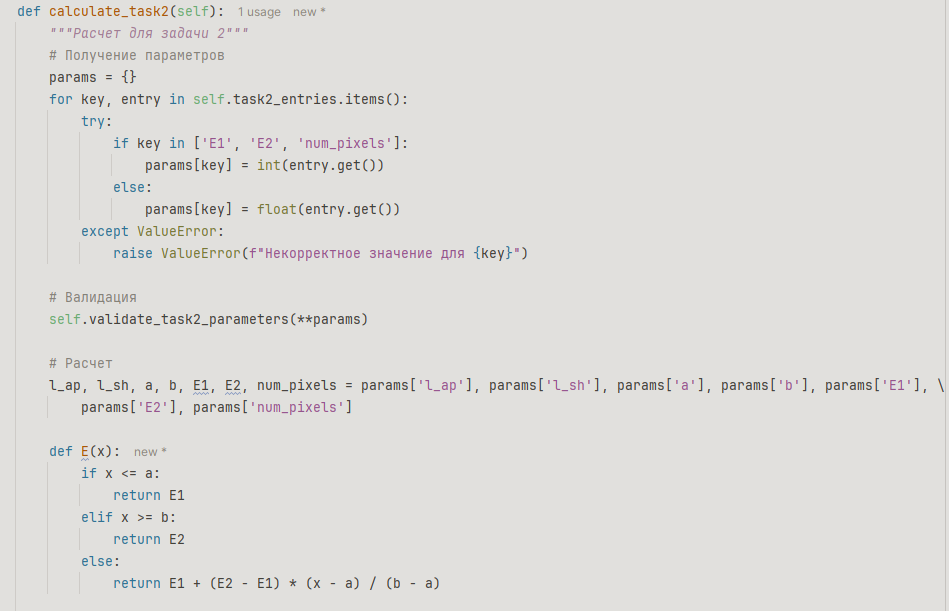 def calculate_task2(self): 1 usage new *
    """Расчет для задачи 2"""
    # Получение параметров
    params = {}
    for key, entry in self.task2_entries.items():
        try:
            if key in ['E1', 'E2', 'num_pixels']:
                params[key] = int(entry.get())
            else:
                params[key] = float(entry.get())
        except ValueError:
            raise ValueError(f"Некорректное значение для {key}")
    # Валидация
    self.validate_task2_parameters(**params)
    # Расчет
    l_ap, l_sh, a, b, E1, E2, num_pixels = params['l_ap'], params['l_sh'], params['a'], params['b'], params['E1'], \
        params['E2'], params['num_pixels']
    def E(x): new *
        if x <= a:
            return E1
        elif x >= b:
            return E2
        else:
            return E1 + (E2 - E1) * (x - a) / (b - a)